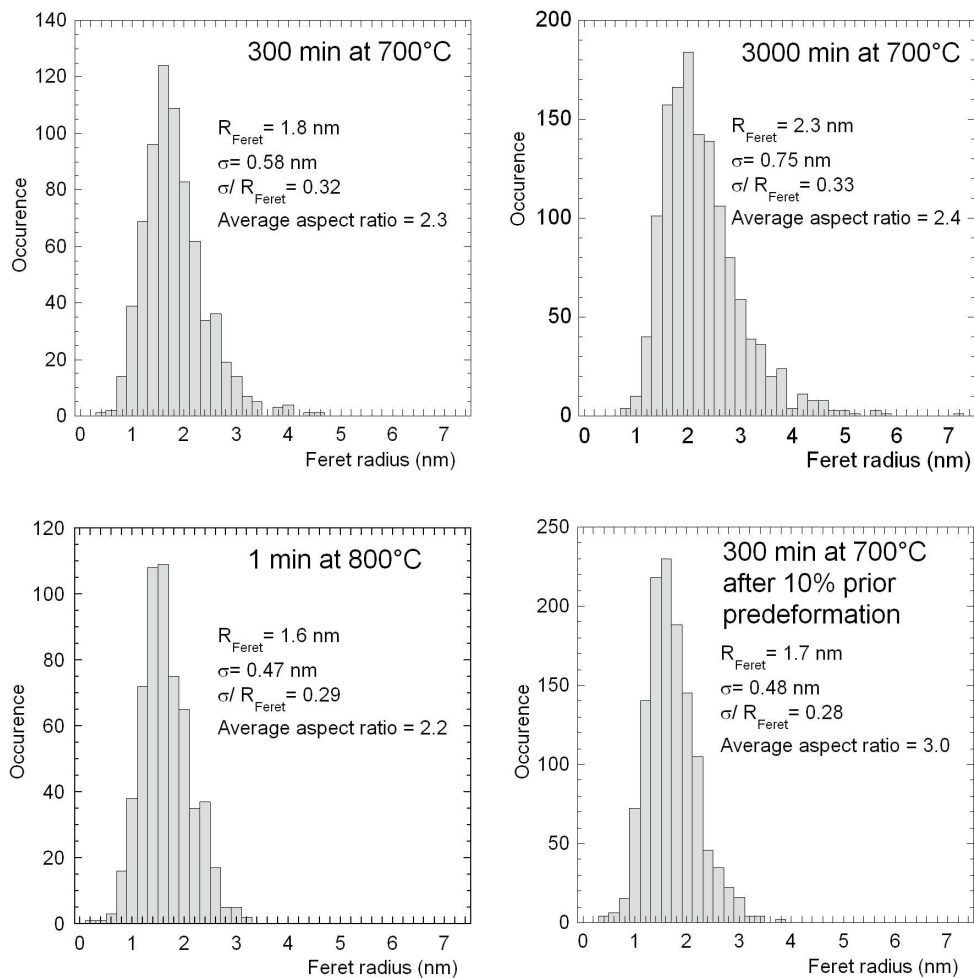 140
120
100
80
60
40
20
0
Occurence
300 min at 700°C
R_Feret= 1.8 nm
σ= 0.58 nm
σ/ R_Feret= 0.32
Average aspect ratio = 2.3
0 1 2 3 4 5 6 7
Feret radius (nm)
200
150
100
50
0
Occurence
3000 min at 700°C
R_Feret= 2.3 nm
σ= 0.75 nm
σ/ R_Feret= 0.33
Average aspect ratio = 2.4
0 1 2 3 4 5 6 7
Feret radius (nm)
120
100
80
60
40
20
0
Occurence
1 min at 800°C
R_Feret= 1.6 nm
σ= 0.47 nm
σ/ R_Feret= 0.29
Average aspect ratio = 2.2
0 1 2 3 4 5 6 7
Feret radius (nm)
250
200
150
100
50
0
Occurence
300 min at 700°C
after 10% prior
predeformation
R_Feret= 1.7 nm
σ= 0.48 nm
σ/ R_Feret= 0.28
Average aspect ratio = 3.0
0 1 2 3 4 5 6 7
Feret radius (nm)